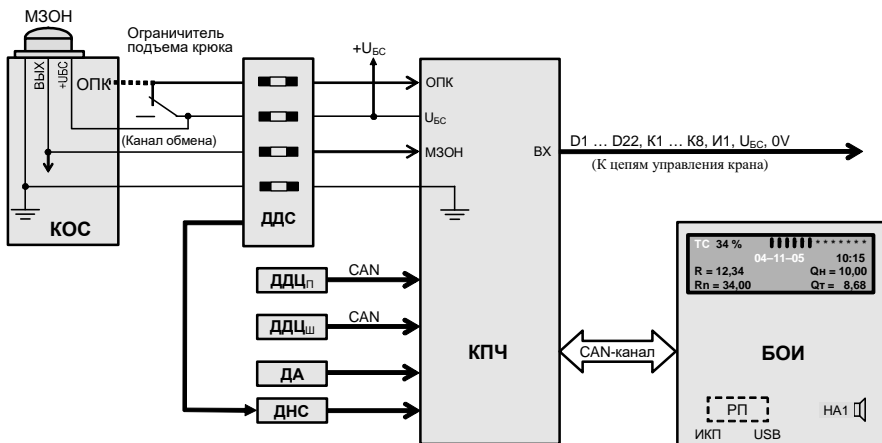 МЗОН
Ограничитель
подъема крюка
ВЫХ
+UБС
ОПК
(Канал обмена)
КОС
ДДС
+UБС
ОПК
UБС
МЗОН
ВХ
D1 ... D22, К1 ... К8, И1, UБС, 0V
(К цепям управления крана)
КПЧ
ДДЦП
CAN
ДДЦШ
CAN
ДА
ДНС
CAN-канал
ТС 34 %
*******
04–11–05 10:15
R = 12,34 Qн = 10,00
Rп = 34,00 Qт = 8,68
БОИ
РП
НА1
ИКП USB